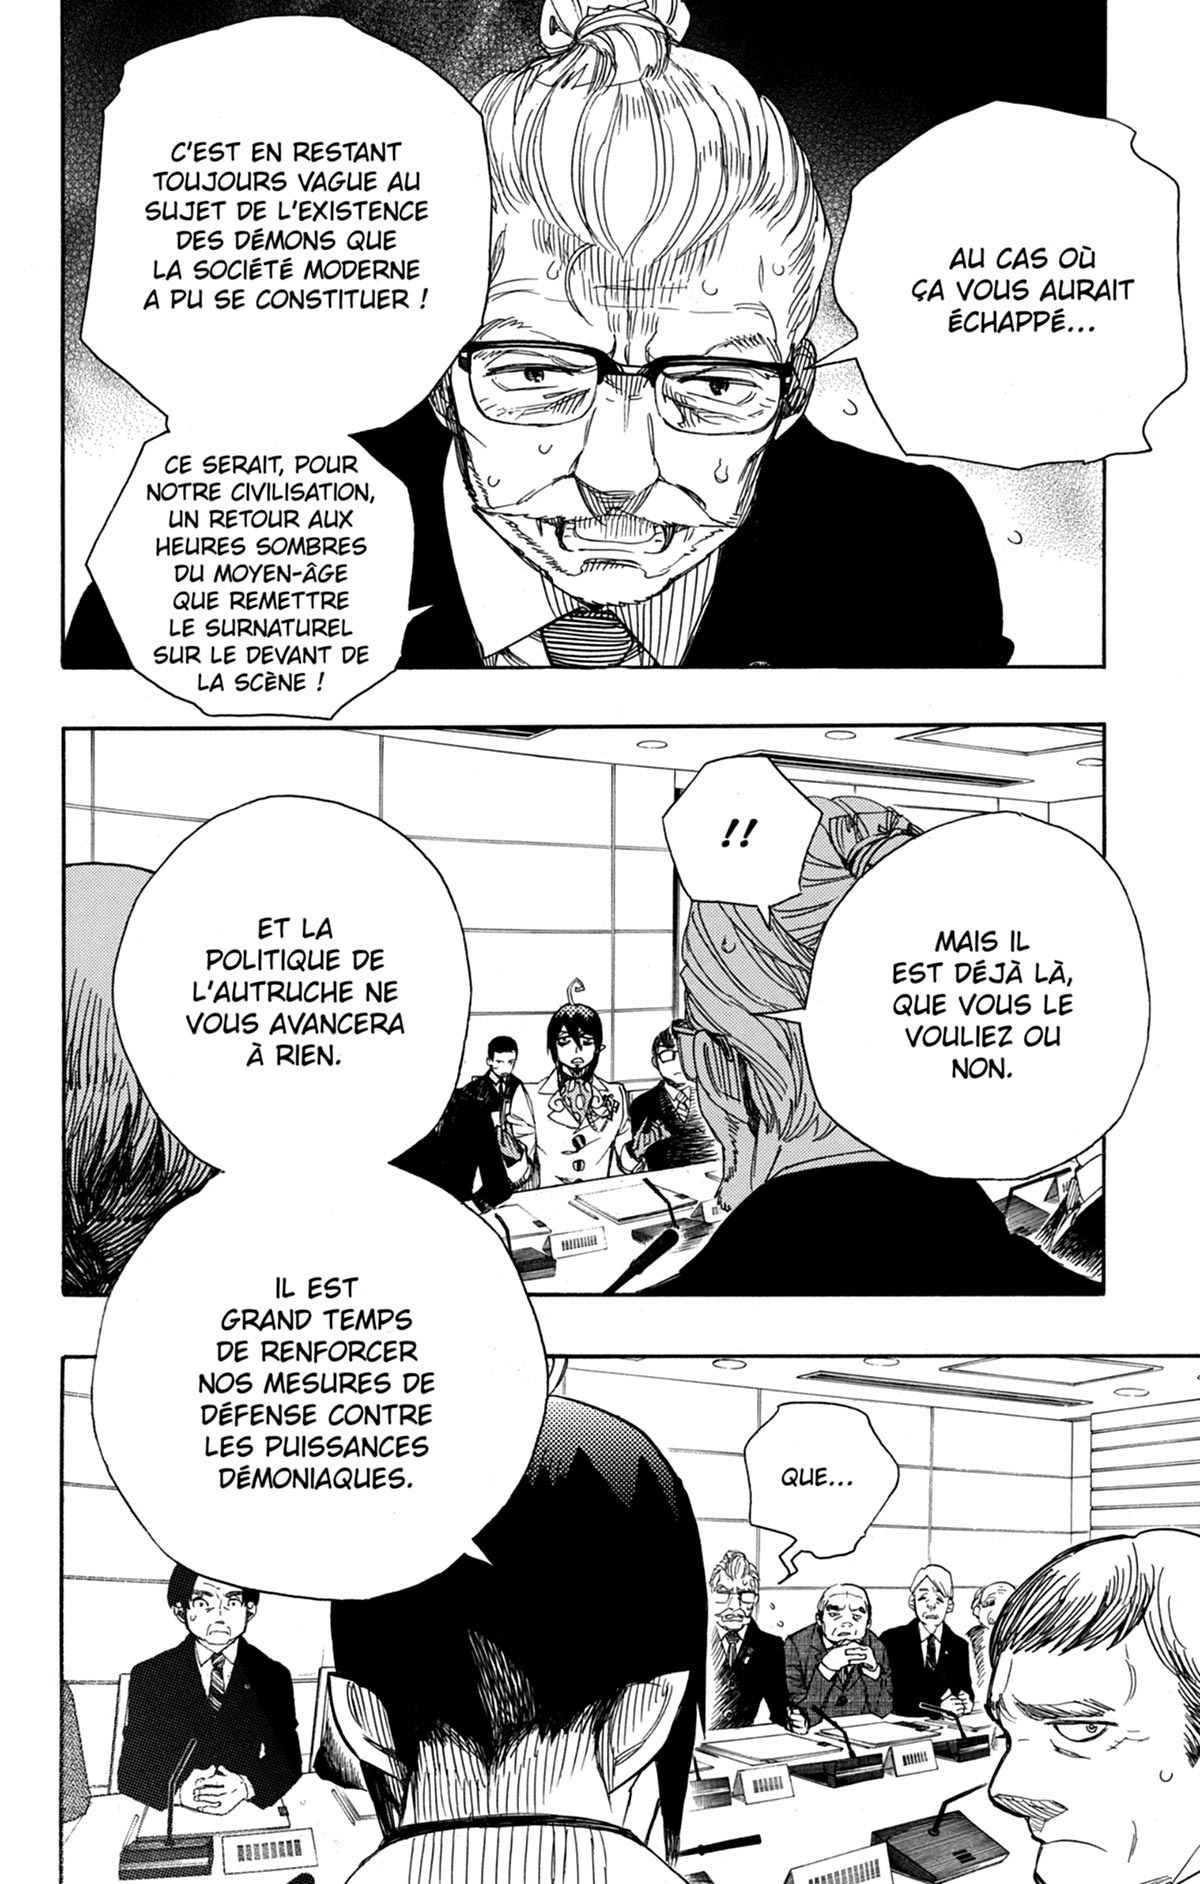 AU CAS OÙ
ÇA VOUS AURAIT
ÉCHAPPÉ...
C'EST EN RESTANT
TOUJOURS VAGUE AU
SUJET DE L'EXISTENCE
DES DÉMONS QUE
LA SOCIÉTÉ MODERNE
A PU SE CONSTITUER !
CE SERAIT, POUR
NOTRE CIVILISATION,
UN RETOUR AUX
HEURES SOMBRES
DU MOYEN-ÂGE
QUE REMETTRE
LE SURNATUREL
SUR LE DEVANT DE
LA SCÈNE !
MAIS IL
EST DÉJÀ LÀ,
QUE VOUS LE
VOULIEZ OU
NON.
!!
ET LA
POLITIQUE DE
L'AUTRUCHE NE
VOUS AVANCERA
À RIEN.
IL EST
GRAND TEMPS
DE RENFORCER
NOS MESURES DE
DÉFENSE CONTRE
LES PUISSANCES
DÉMONIAQUES.
QUE...